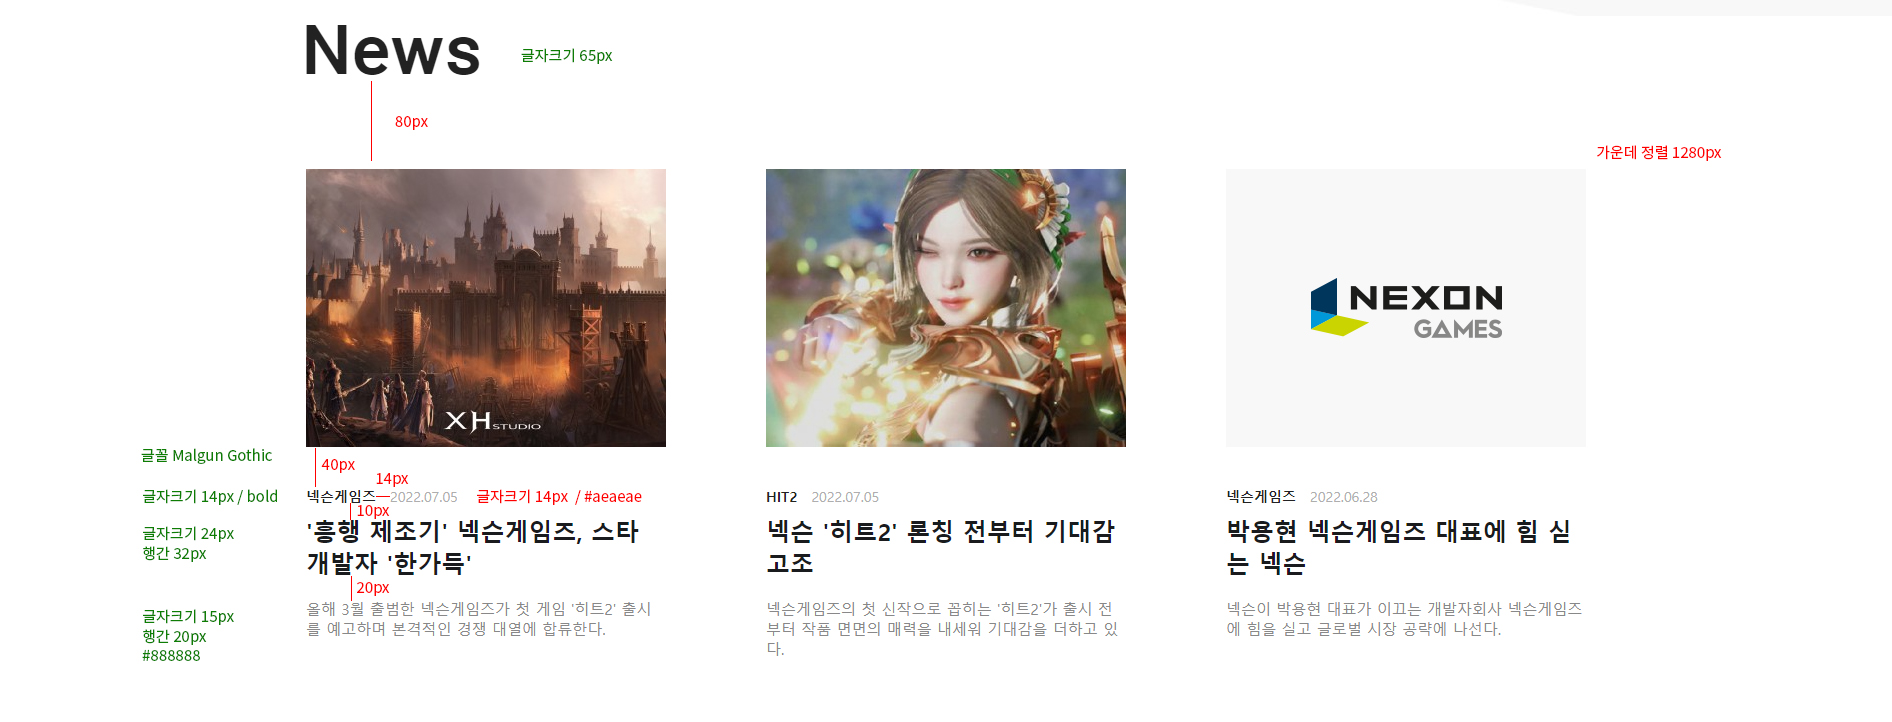 News
글자크기 65px
80px
가운데 정렬 1280px
XH STUDIO
NEXON
GAMES
글꼴 Malgun Gothic
40px
14px
글자크기 14px / bold
넥슨게임즈
2022.07.05
글자크기 14px / #aeaeae
HIT2 2022.07.05
넥슨게임즈 2022.06.28
10px
글자크기 24px
행간 32px
'흥행 제조기' 넥슨게임즈, 스타
개발자 '한가득'
넥슨 '히트2' 론칭 전부터 기대감
고조
박용현 넥슨게임즈 대표에 힘 싣
는 넥슨
20px
글자크기 15px
행간 20px
#888888
올해 3월 출범한 넥슨게임즈가 첫 게임 '히트2' 출시
를 예고하며 본격적인 경쟁 대열에 합류한다.
넥슨게임즈의 첫 신작으로 꼽히는 '히트2'가 출시 전
부터 작품 면면의 매력을 내세워 기대감을 더하고 있
다.
넥슨이 박용현 대표가 이끄는 개발자회사 넥슨게임즈
에 힘을 실고 글로벌 시장 공략에 나선다.